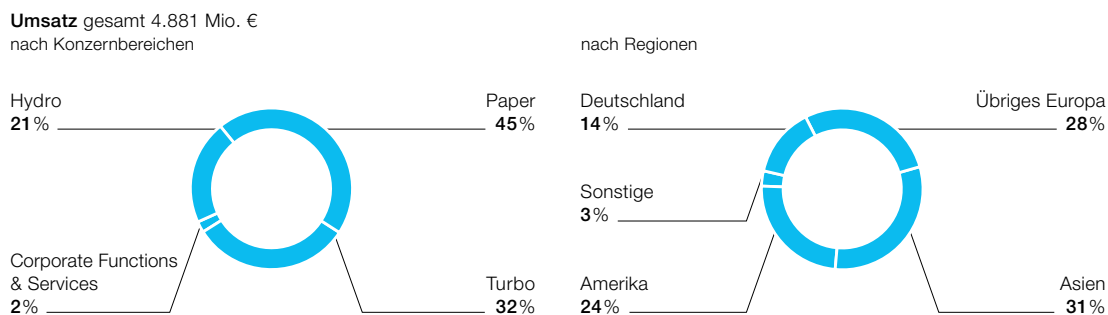 Umsatz gesamt 4.881 Mio. €
nach Konzernbereichen
Hydro
21%
Paper
45%
Corporate Functions
& Services
2%
Turbo
32%
nach Regionen
Deutschland
14%
Übriges Europa
28%
Sonstige
3%
Amerika
24%
Asien
31%